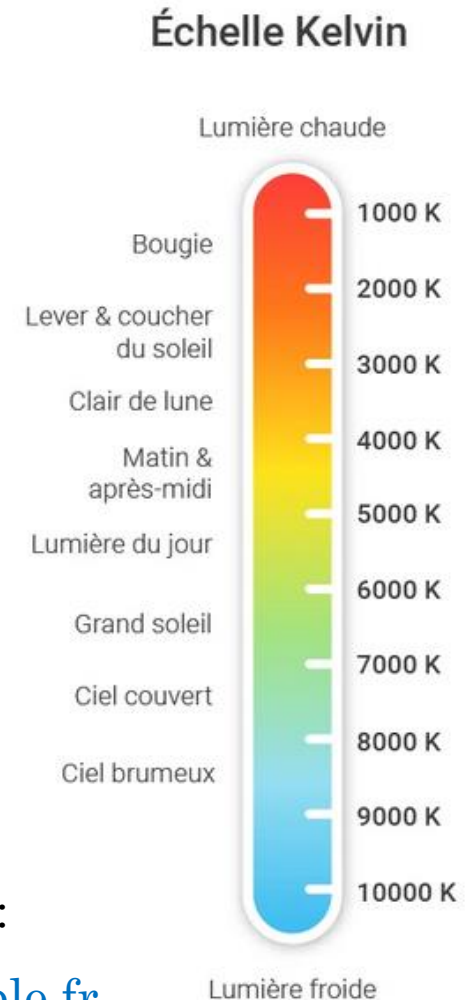 Échelle Kelvin
Lumière chaude
1000 K
Bougie
2000 K
Lever & coucher
du soleil
3000 K
Clair de lune
4000 K
Matin &
après-midi
5000 K
Lumière du jour
6000 K
Grand soleil
7000 K
Ciel couvert
8000 K
Ciel brumeux
9000 K
10000 K
:
Lumière froide